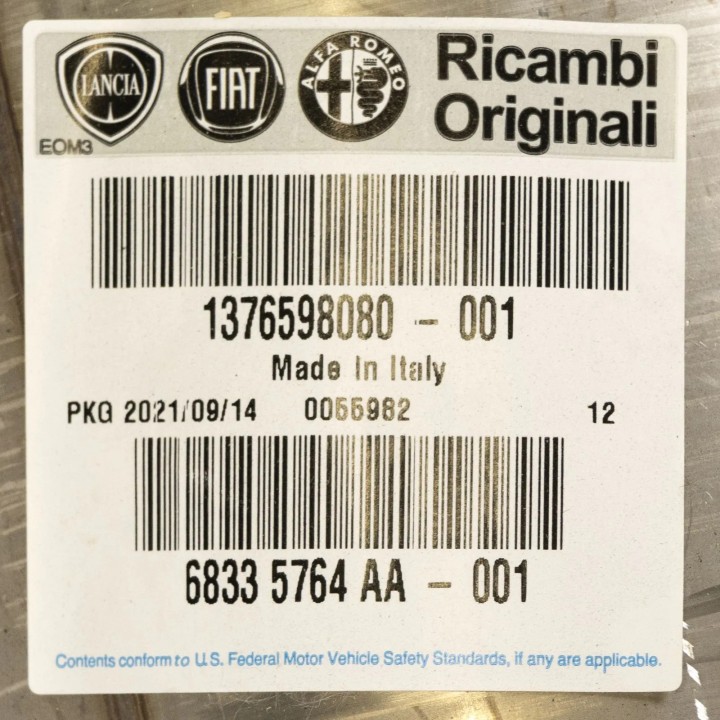 LANCIA FIAT ALFA ROMEO Ricambi
Originali
EOM3
1376598080 - 001
Made In Italy
PKG 2021/09/14 0055982 12
6833 5764 AA - 001
Contents conform to U.S. Federal Motor Vehicle Safety Standards, if any are applicable.